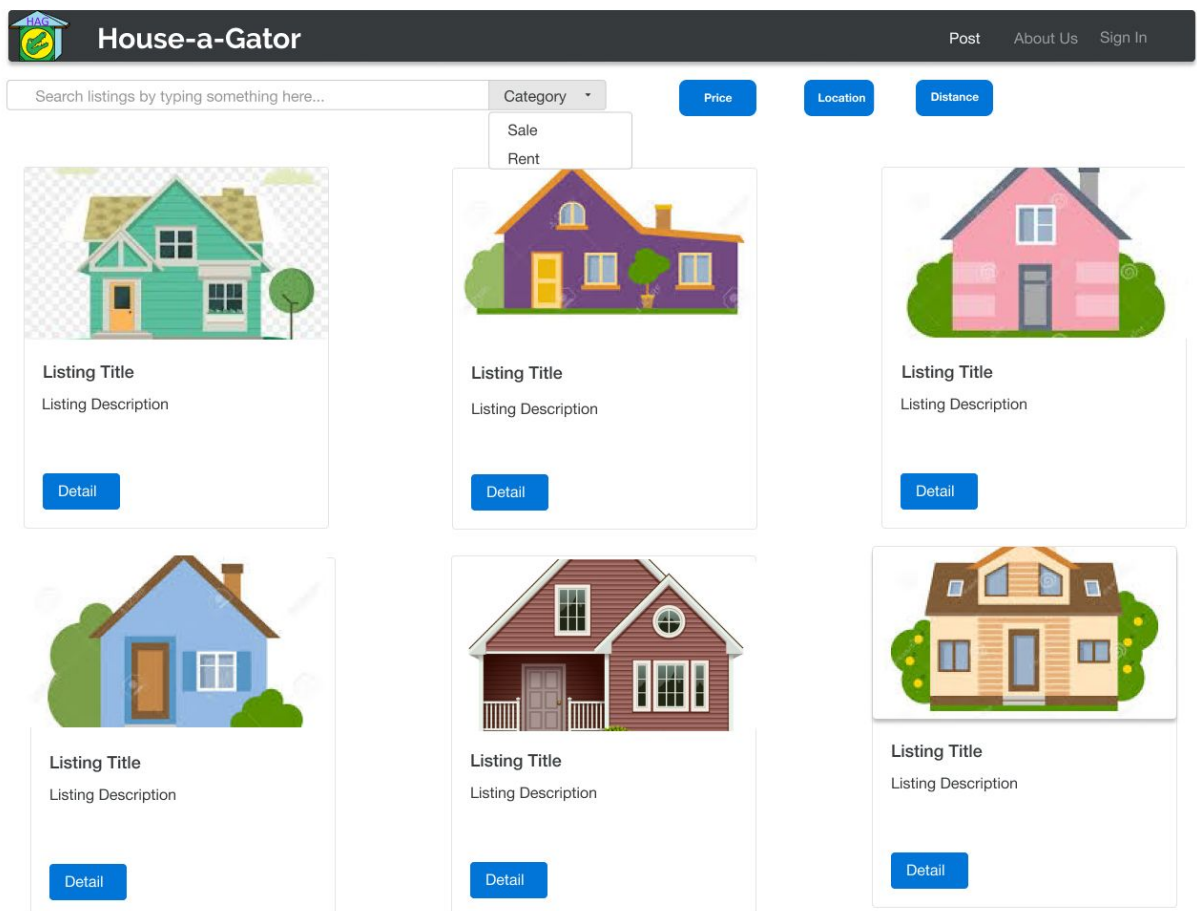 HAG
House-a-Gator
Post About Us Sign In
Search listings by typing something here...
Category
Price
Location
Distance
Sale
Rent
Listing Title
Listing Description
Detail
Listing Title
Listing Description
Detail
Listing Title
Listing Description
Detail
Listing Title
Listing Description
Detail
Listing Title
Listing Description
Detail
Listing Title
Listing Description
Detail